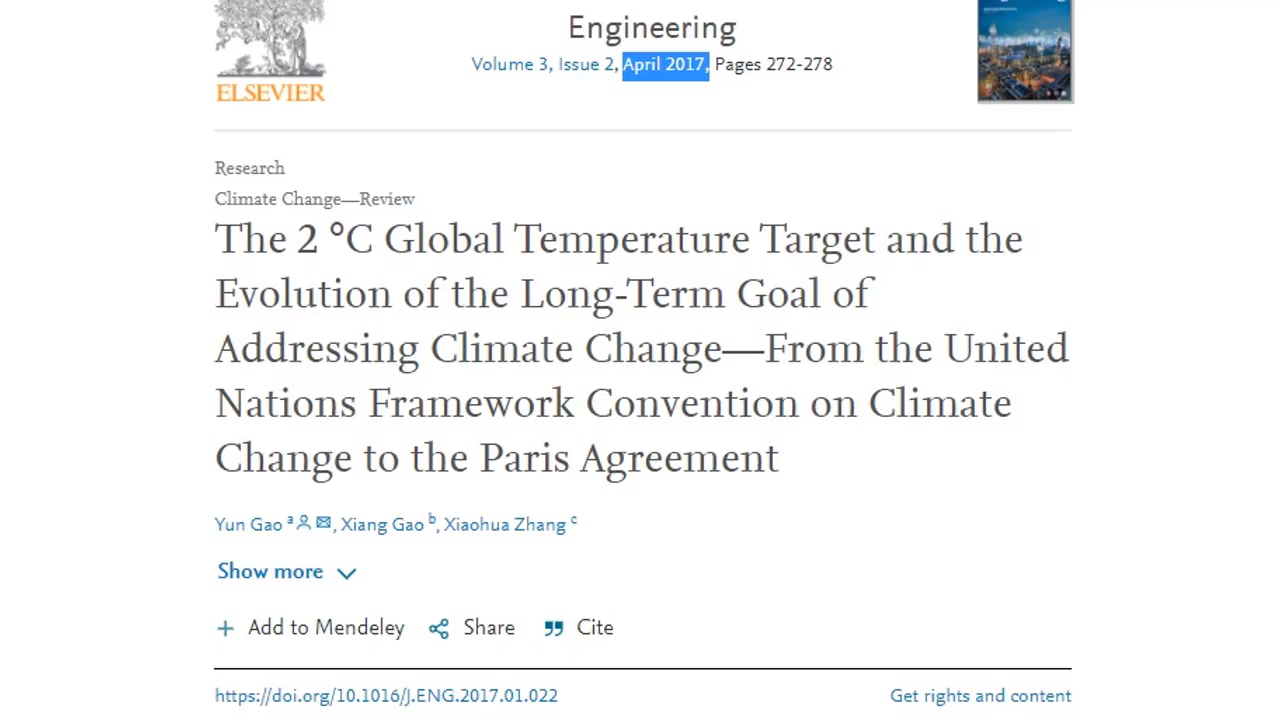 ELSEVIER
Engineering
Volume 3, Issue 2, April 2017, Pages 272-278
Research
Climate Change—Review
The 2 °C Global Temperature Target and the
Evolution of the Long-Term Goal of
Addressing Climate Change—From the United
Nations Framework Convention on Climate
Change to the Paris Agreement
Yun Gao a, Xiang Gao b, Xiaohua Zhang c
Show more
Add to Mendeley Share Cite
https://doi.org/10.1016/J.ENG.2017.01.022 Get rights and content